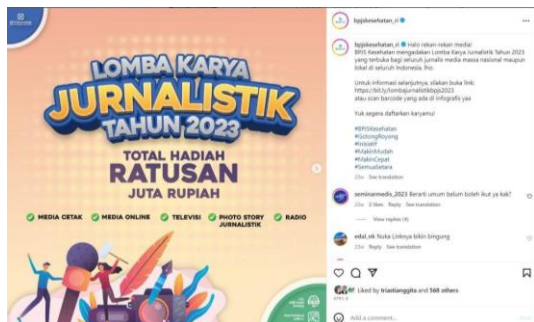 LOMBA KARYA
JURNALISTIK
TAHUN 2023
TOTAL HADIAH
RATUSAN
JUTA RUPIAH
MEDIA CETAK
MEDIA ONLINE
TELEVISI
PHOTO STORY
JURNALISTIK
RADIO
bpjskesehatan_ri
bpjskesehatan_ri Halo rekan-rekan media!
BPJS Kesehatan mengadakan Lomba Karya Jurnalistik Tahun 2023
yang terbuka bagi seluruh jurnalis media massa nasional maupun
lokal di seluruh Indonesia, lho.
Untuk informasi selanjutnya, silakan buka link:
https://bit.ly/lombajurnalistikbpjs2023
atau scan barcode yang ada di infografis yaa
Yuk segera daftarkan karyamu!
#BPJSKesehatan
#GotongRoyong
#Inisiatif
#MakinMudah
#MakinCepat
#SemuaSetara
See translation
seminarmedis_2023 Berarti umum belum boleh ikut ya kak?
2 likes Reply See translation
View replies (4)
edal_nk Nuka Linknya bikin bingung
Reply See translation
Liked by triastianggita and 568 others
Add a comment...